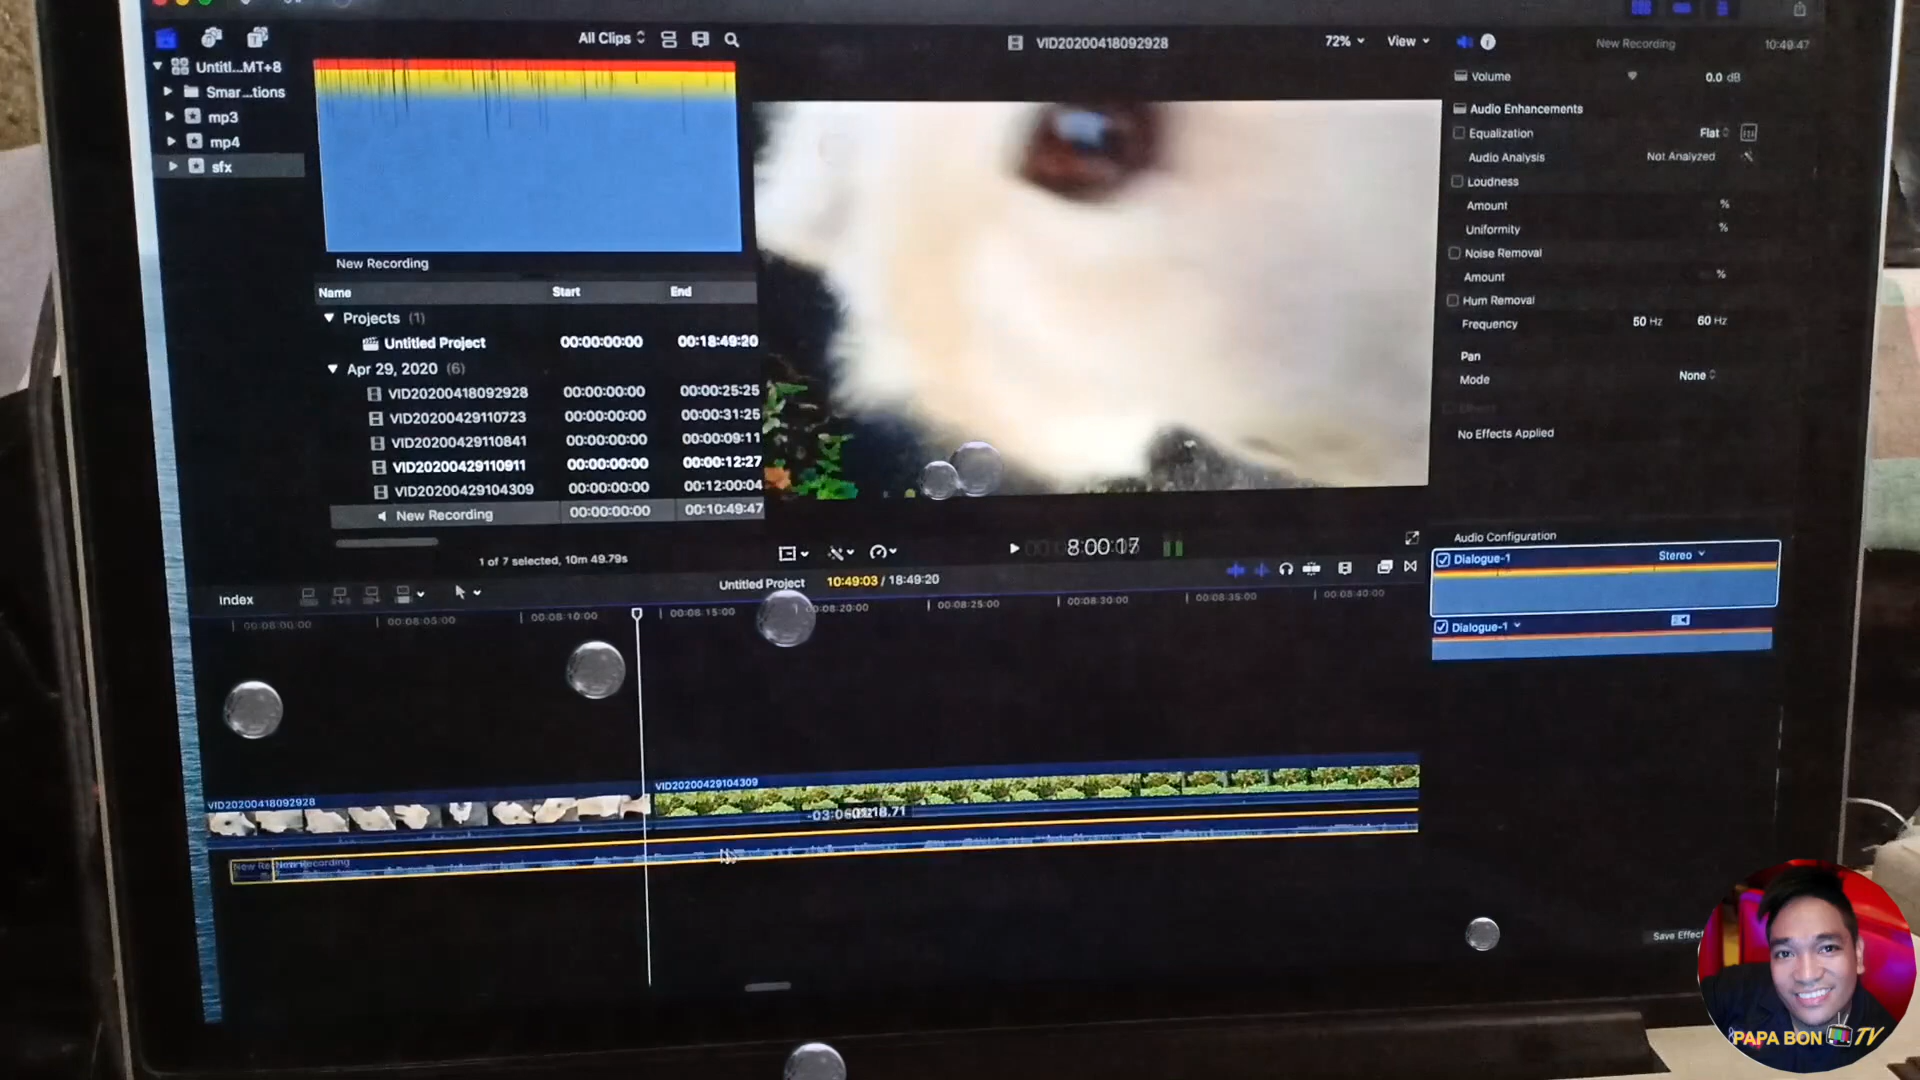 All Clips
VID20200418092928
72%
View
New Recording
10:49:47
Untitl...MT+8
Smar...tions
mp3
mp4
sfx
New Recording
Name Start End
Projects (1)
Untitled Project 00:00:00:00 00:18:49:20
Apr 29, 2020 (6)
VID20200418092928 00:00:00:00 00:00:25:25
VID20200429110723 00:00:00:00 00:00:31:25
VID20200429110841 00:00:00:00 00:00:09:11
VID20200429110911 00:00:00:00 00:00:12:27
VID20200429104309 00:00:00:00 00:12:00:04
New Recording 00:00:00:00 00:10:49:47
1 of 7 selected, 10m 49.79s
Volume 0.0 dB
Audio Enhancements
Equalization Flat
Audio Analysis Not Analyzed
Loudness
Amount %
Uniformity %
Noise Removal
Amount %
Hum Removal
Frequency 50 Hz 60 Hz
Pan
Mode None
No Effects Applied
Audio Configuration
Dialogue-1 Stereo
Dialogue-1
Save Effect
8:00:17
Index
Untitled Project 10:49:03 / 18:49:20
00:08:00:00 00:08:05:00 00:08:10:00 00:08:15:00 00:08:20:00 00:08:25:00 00:08:30:00 00:08:35:00 00:08:40:00
VID20200418092928
VID20200429104309
New Recording
PAPA BON TV